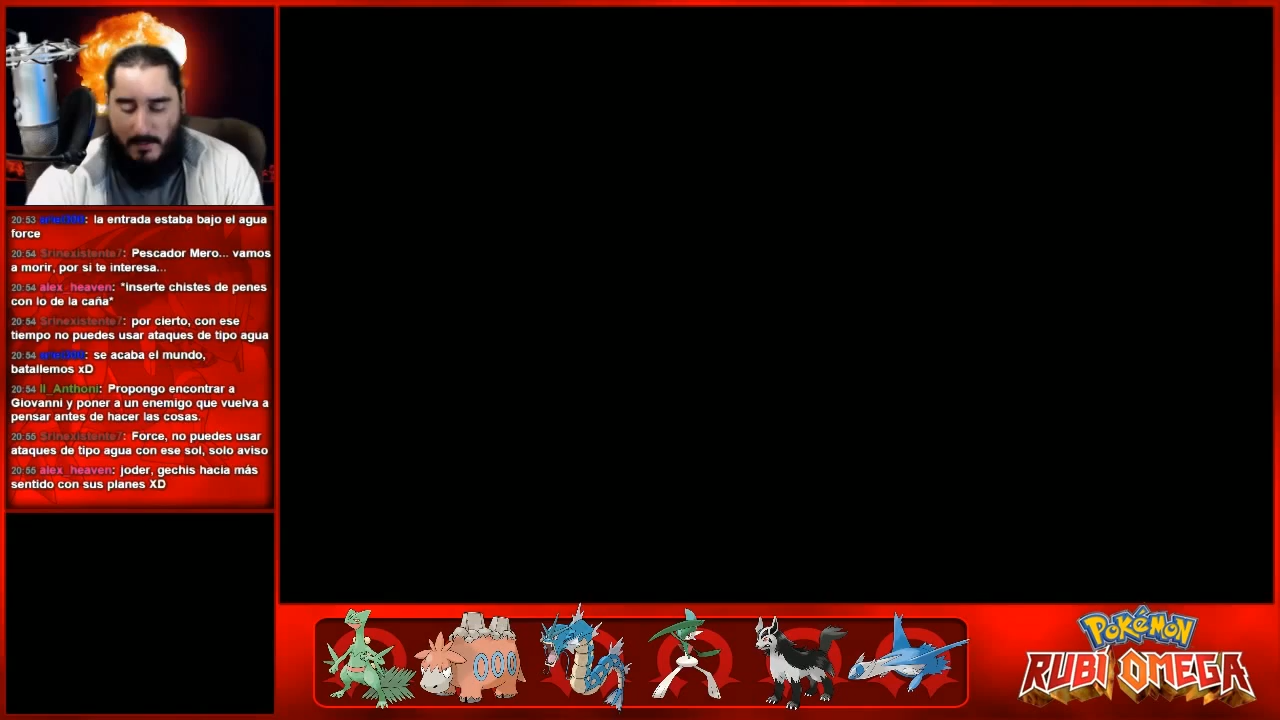 20:53 : la entrada estaba bajo el agua
force
20:54 Srinexistente7: Pescador Mero... vamos
a morir, por si te interesa...
20:54 alex_heaven: *inserte chistes de penes
con lo de la caña*
20:54 Srinexistente7: por cierto, con ese
tiempo no puedes usar ataques de tipo agua
20:54 : se acaba el mundo,
batallemos xD
20:54 ll_Anthoni: Propongo encontrar a
Giovanni y poner a un enemigo que vuelva a
pensar antes de hacer las cosas.
20:55 Srinexistente7: Force, no puedes usar
ataques de tipo agua con ese sol, solo aviso
20:55 alex_heaven: joder, gechis hacia más
sentido con sus planes XD
POKéMON
RUBI OMEGA